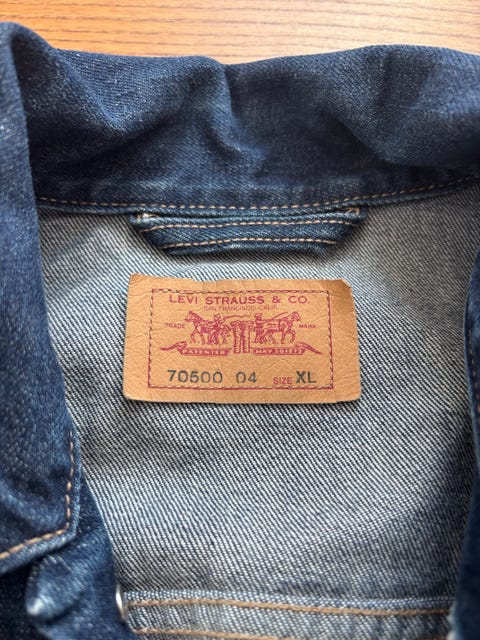 LEVI STRAUSS & CO.
SAN FRANCISCO, CALIF.
TRADE MARK
PATENTED MAY 20 1873
70500 04 SIZE XL